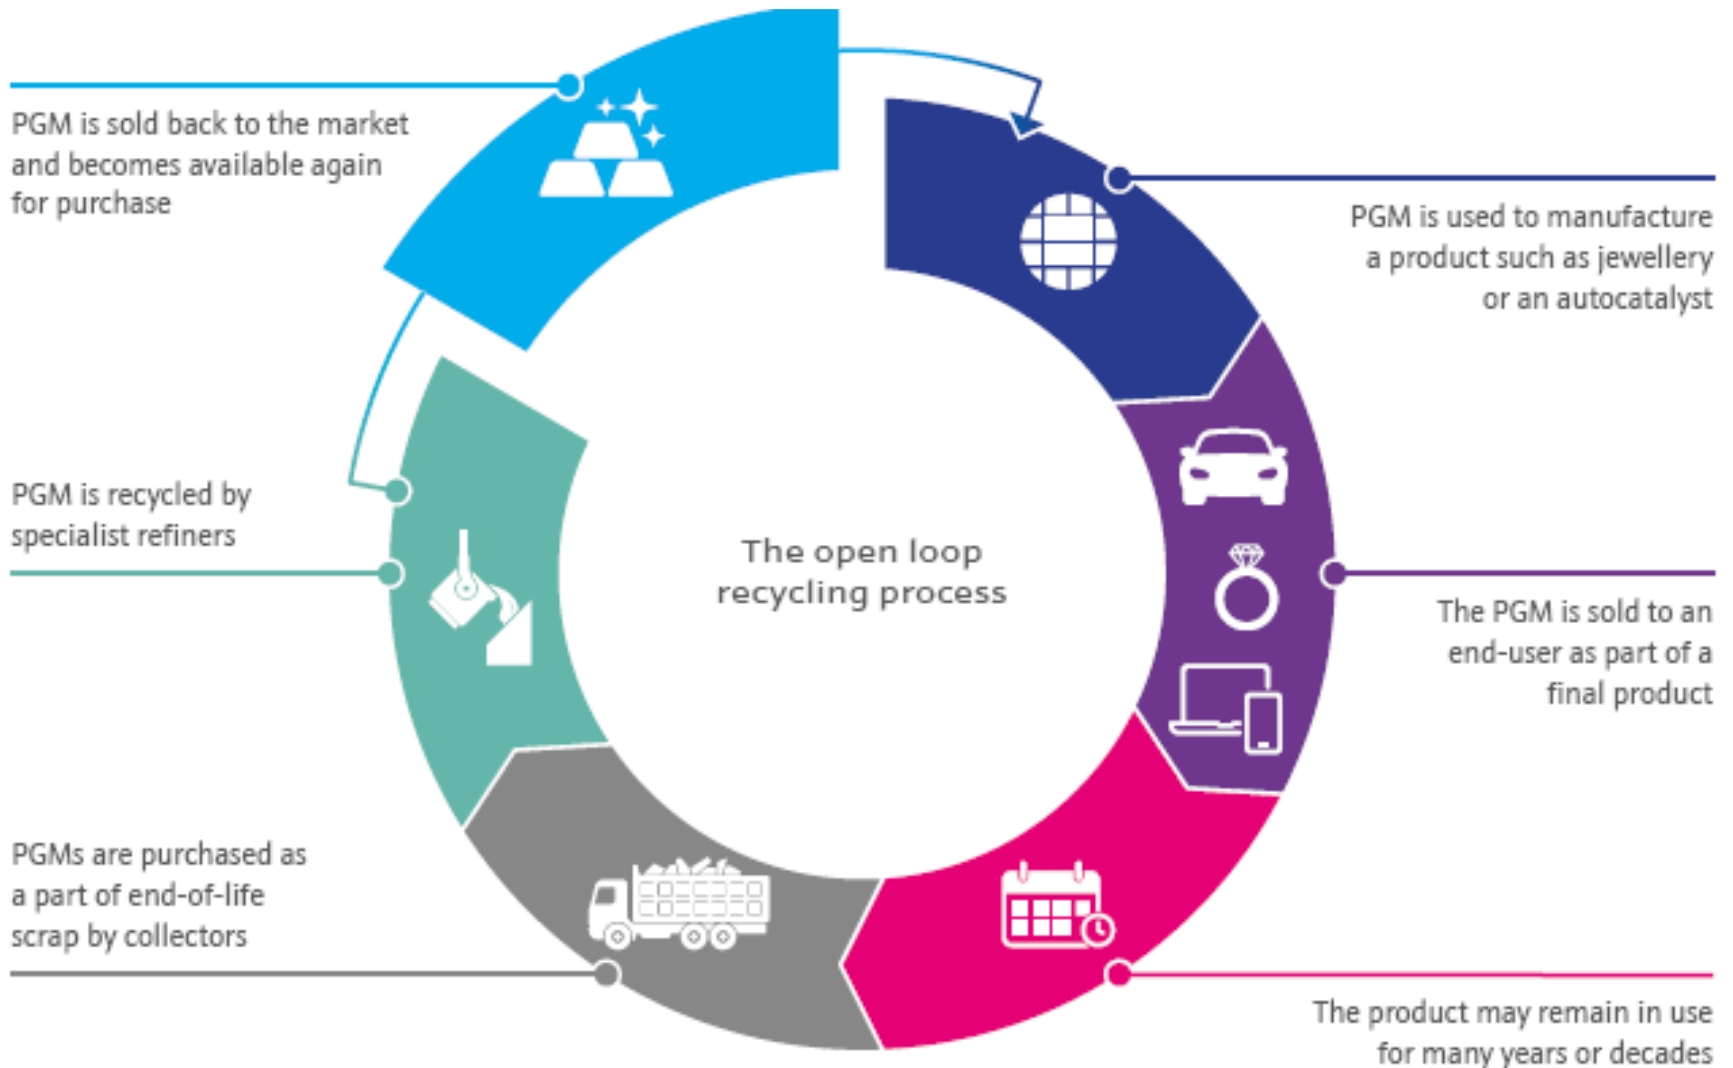 PGM is sold back to the market
and becomes available again
for purchase
PGM is used to manufacture
a product such as jewellery
or an autocatalyst
PGM is recycled by
specialist refiners
The open loop
recycling process
The PGM is sold to an
end-user as part of a
final product
PGMs are purchased as
a part of end-of-life
scrap by collectors
The product may remain in use
for many years or decades